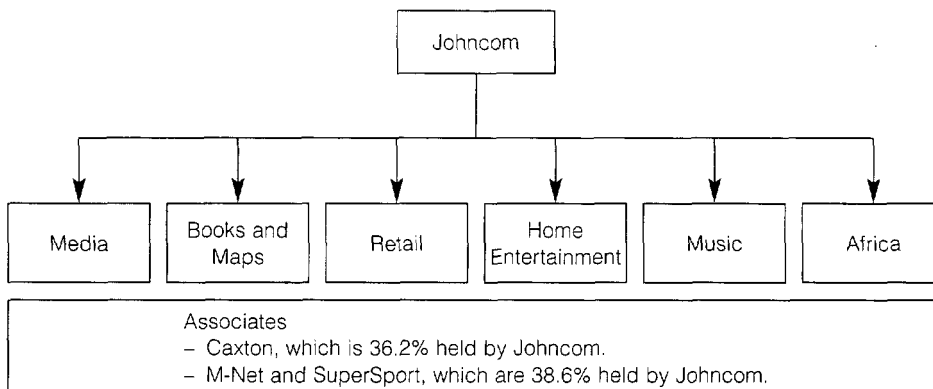 Johncom
Media
Books and
Maps
Retail
Home
Entertainment
Music
Africa
Associates
– Caxton, which is 36.2% held by Johncom.
– M-Net and SuperSport, which are 38.6% held by Johncom.